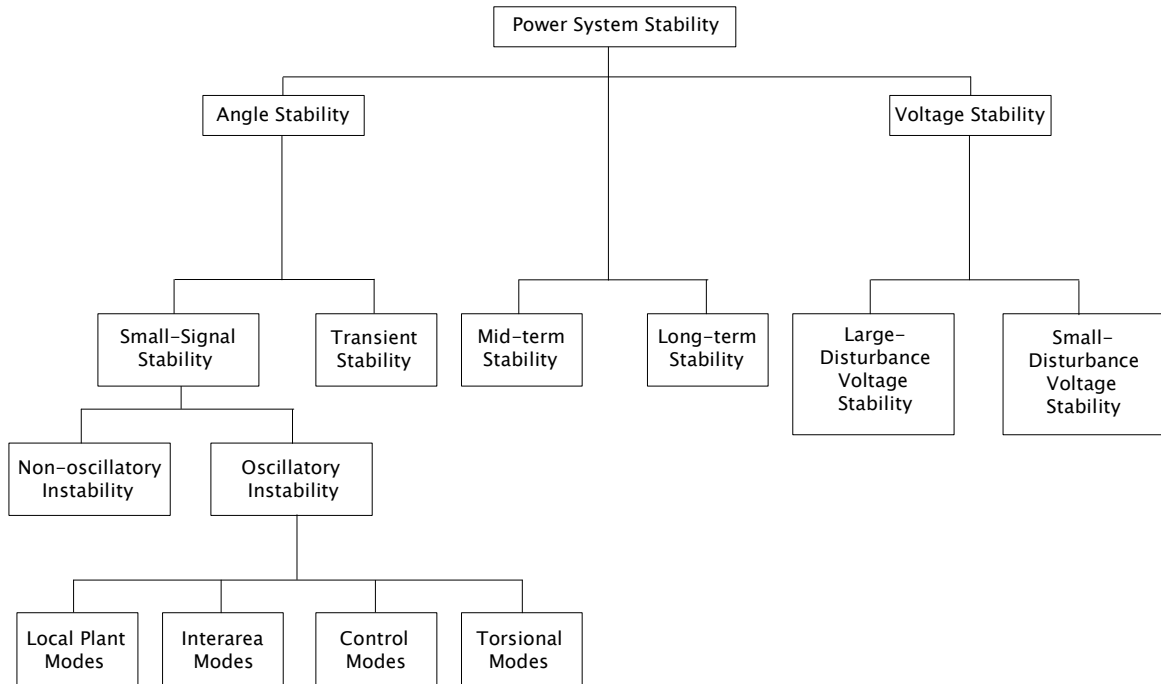 Power System Stability
Angle Stability
Voltage Stability
Small-Signal
Stability
Transient
Stability
Mid-term
Stability
Long-term
Stability
Large-
Disturbance
Voltage
Stability
Small-
Disturbance
Voltage
Stability
Non-oscillatory
Instability
Oscillatory
Instability
Local Plant
Modes
Interarea
Modes
Control
Modes
Torsional
Modes